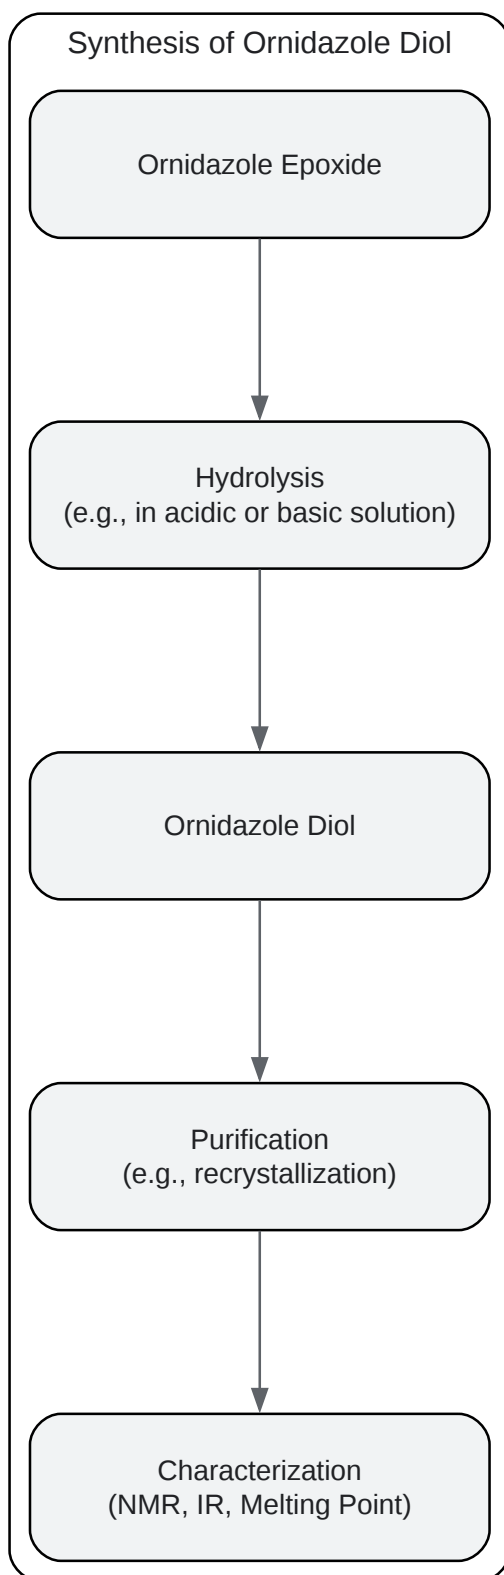 Synthesis of Ornidazole Diol
Ornidazole Epoxide
Hydrolysis
(e.g., in acidic or basic solution)
Ornidazole Diol
Purification
(e.g., recrystallization)
Characterization
(NMR, IR, Melting Point)